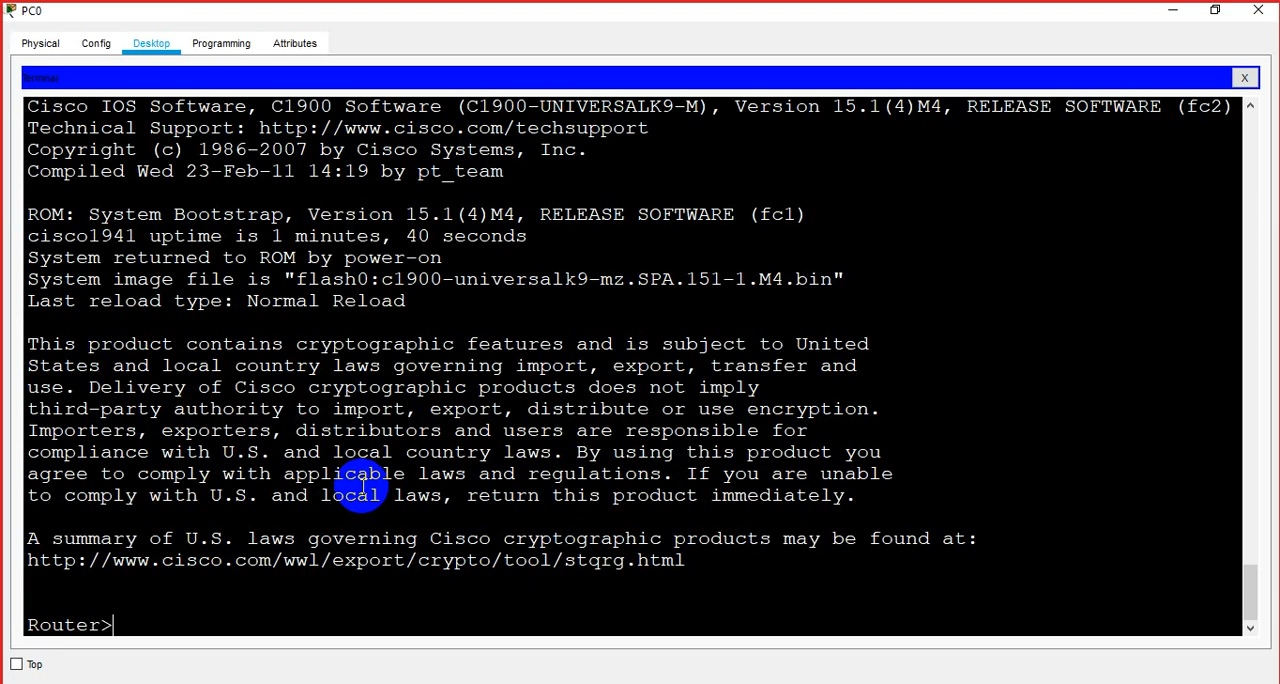 PC0
Physical Config Desktop Programming Attributes
Terminal
X
Cisco IOS Software, C1900 Software (C1900-UNIVERSALK9-M), Version 15.1(4)M4, RELEASE SOFTWARE (fc2)
Technical Support: http://www.cisco.com/techsupport
Copyright (c) 1986-2007 by Cisco Systems, Inc.
Compiled Wed 23-Feb-11 14:19 by pt_team
ROM: System Bootstrap, Version 15.1(4)M4, RELEASE SOFTWARE (fc1)
cisco1941 uptime is 1 minutes, 40 seconds
System returned to ROM by power-on
System image file is "flash0:c1900-universalk9-mz.SPA.151-1.M4.bin"
Last reload type: Normal Reload
This product contains cryptographic features and is subject to United
States and local country laws governing import, export, transfer and
use. Delivery of Cisco cryptographic products does not imply
third-party authority to import, export, distribute or use encryption.
Importers, exporters, distributors and users are responsible for
compliance with U.S. and local country laws. By using this product you
agree to comply with applicable laws and regulations. If you are unable
to comply with U.S. and local laws, return this product immediately.
A summary of U.S. laws governing Cisco cryptographic products may be found at:
http://www.cisco.com/wwl/export/crypto/tool/stqrg.html
Router>
Top